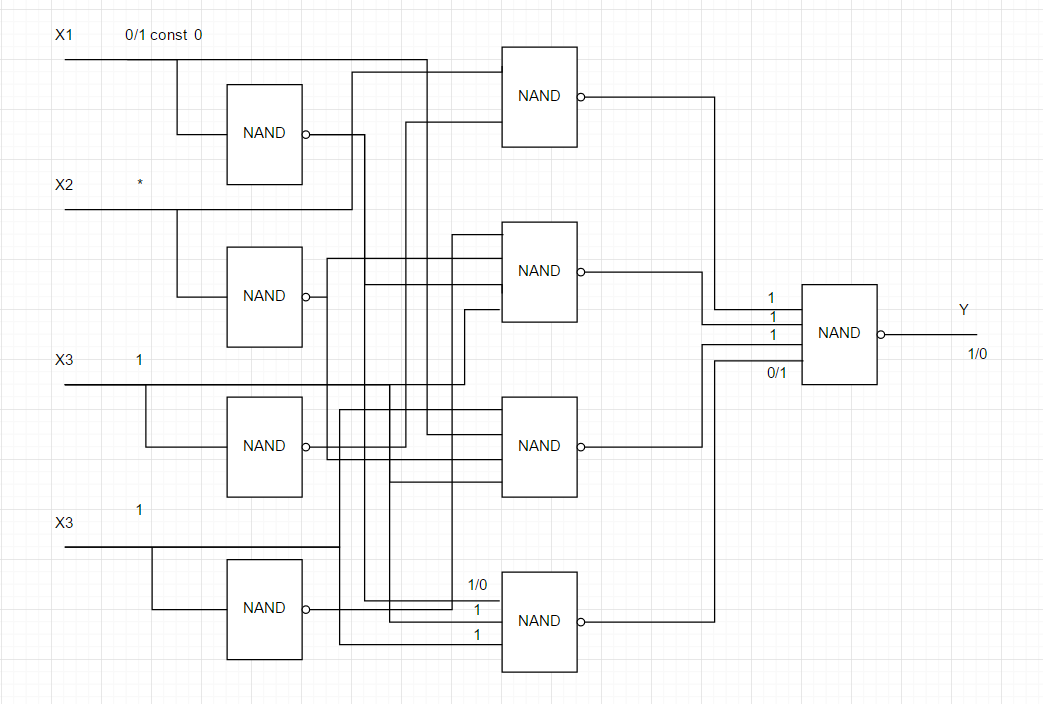 X1 0/1 const 0
NAND
NAND
X2 *
NAND
NAND
1
1
1
0/1
NAND
Y
1/0
X3 1
NAND
NAND
1
X3
NAND
1/0
1
1
NAND